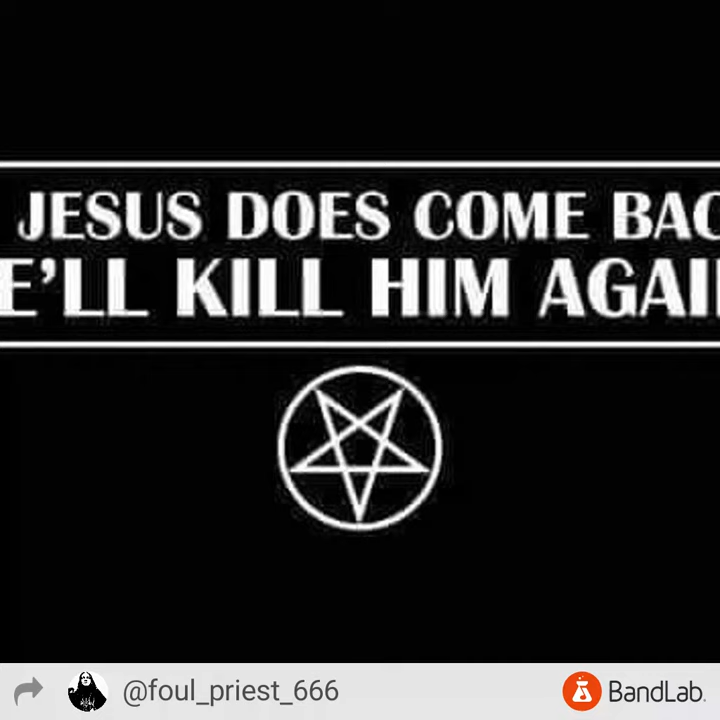 JESUS DOES COME BAC
E'LL KILL HIM AGAI
@foul_priest_666
BandLab.